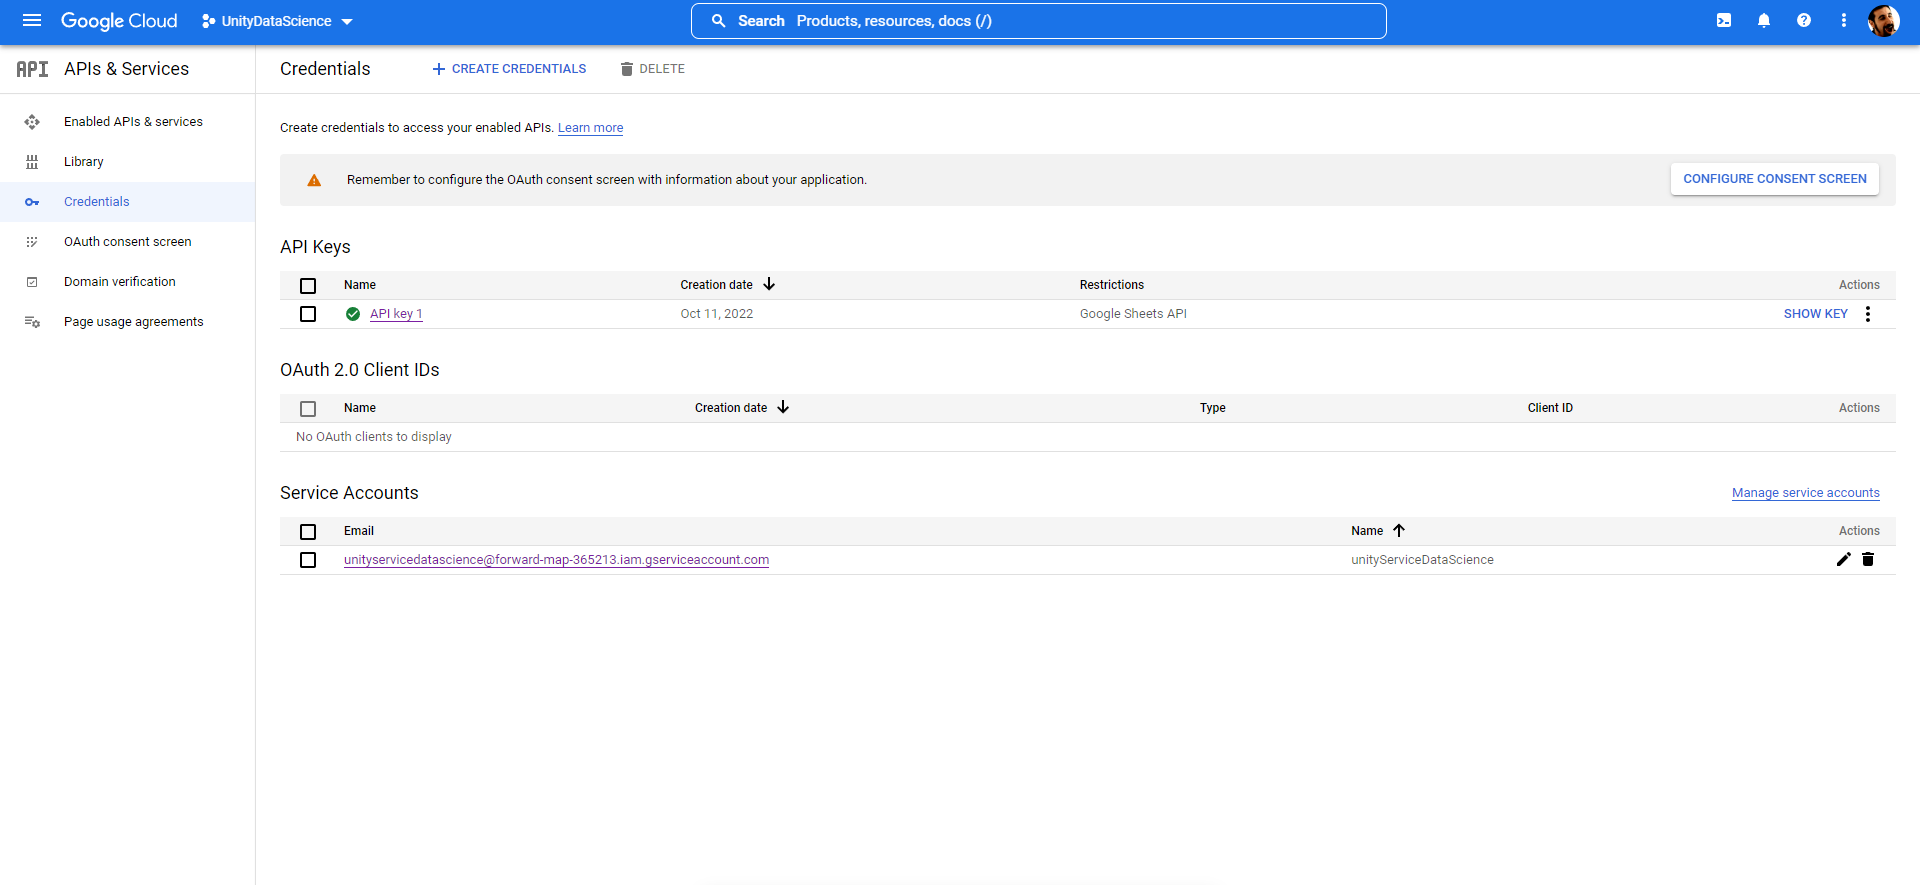 Google Cloud UnityDataScience Search Products, resources, docs (/)
API APIs & Services Credentials CREATE CREDENTIALS DELETE
Enabled APIs & services
Library
Credentials
OAuth consent screen
Domain verification
Page usage agreements
Create credentials to access your enabled APIs. Learn more
Remember to configure the OAuth consent screen with information about your application. CONFIGURE CONSENT SCREEN
API Keys
Name Creation date Restrictions Actions
API key 1 Oct 11, 2022 Google Sheets API SHOW KEY
OAuth 2.0 Client IDs
Name Creation date Type Client ID Actions
No OAuth clients to display
Service Accounts Manage service accounts
Email Name Actions
unityservicedatascience@forward-map-365213.iam.gserviceaccount.com unityServiceDataScience